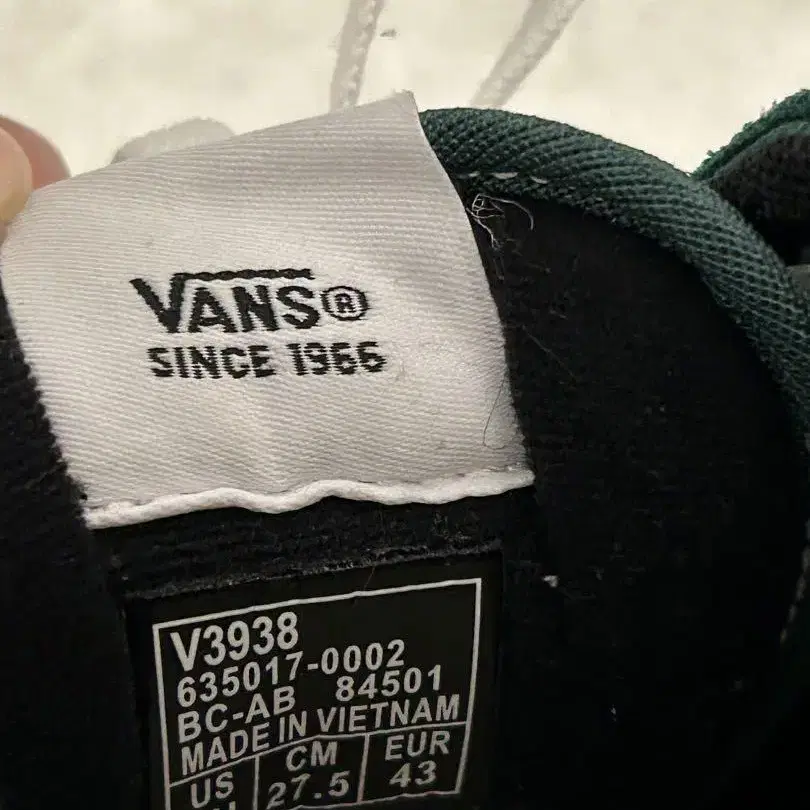 VANS®
SINCE 1966
V3938
635017-0002
BC-AB 84501
MADE IN VIETNAM
US CM EUR
27.5 43